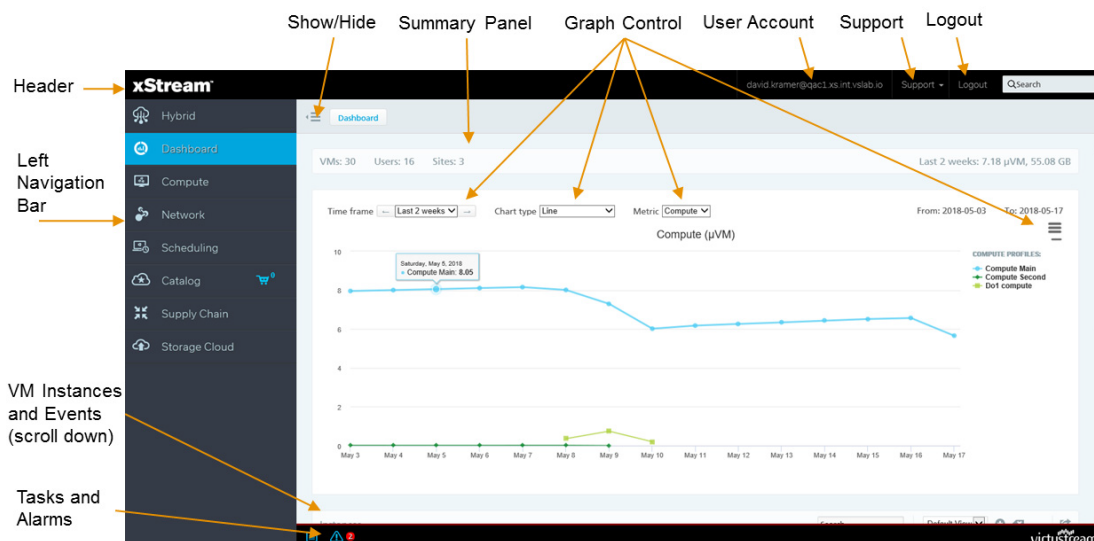 Show/Hide
Summary Panel
Graph Control
User Account
Support
Logout
Header
xStream™
david.kramer@qac1.xs.int.vslab.io
Support
Logout
Search
Hybrid
Dashboard
Left
Navigation
Bar
Dashboard
Compute
Network
Scheduling
Catalog
0
Supply Chain
Storage Cloud
VMs: 30 Users: 16 Sites: 3
Last 2 weeks: 7.18 µVM, 55.08 GB
Time frame ← Last 2 weeks →
Chart type Line
Metric Compute
From: 2018-05-03 To: 2018-05-17
Compute (µVM)
Saturday, May 5, 2018
Compute Main: 8.05
COMPUTE PROFILES:
Compute Main
Compute Second
Do1 compute
10
8
6
4
2
0
May 3 May 4 May 5 May 6 May 7 May 8 May 9 May 10 May 11 May 12 May 13 May 14 May 15 May 16 May 17
VM Instances
and Events
(scroll down)
Instances
Search
Default View
Tasks and
Alarms
2
virtustream